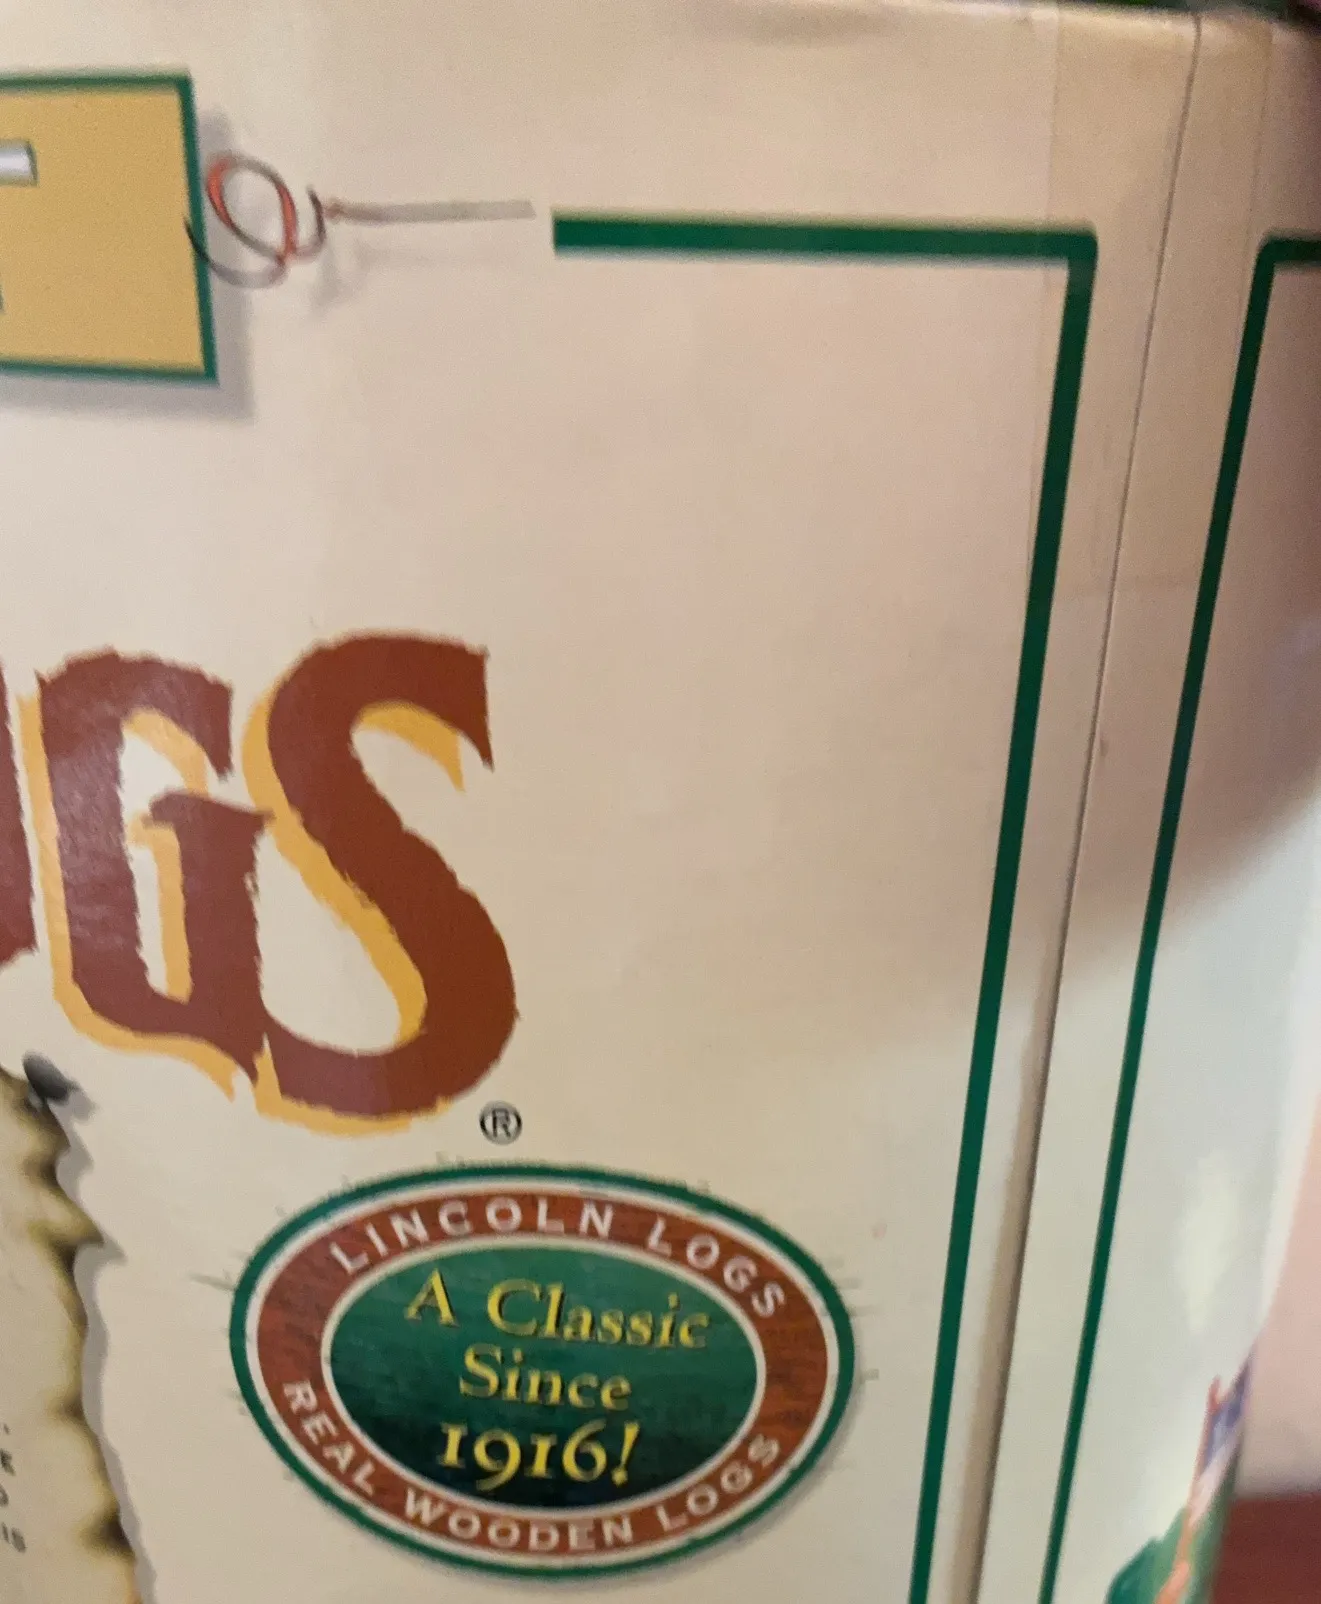 GS®
LINCOLN LOGS
A Classic
Since
1916!
REAL WOODEN LOGS